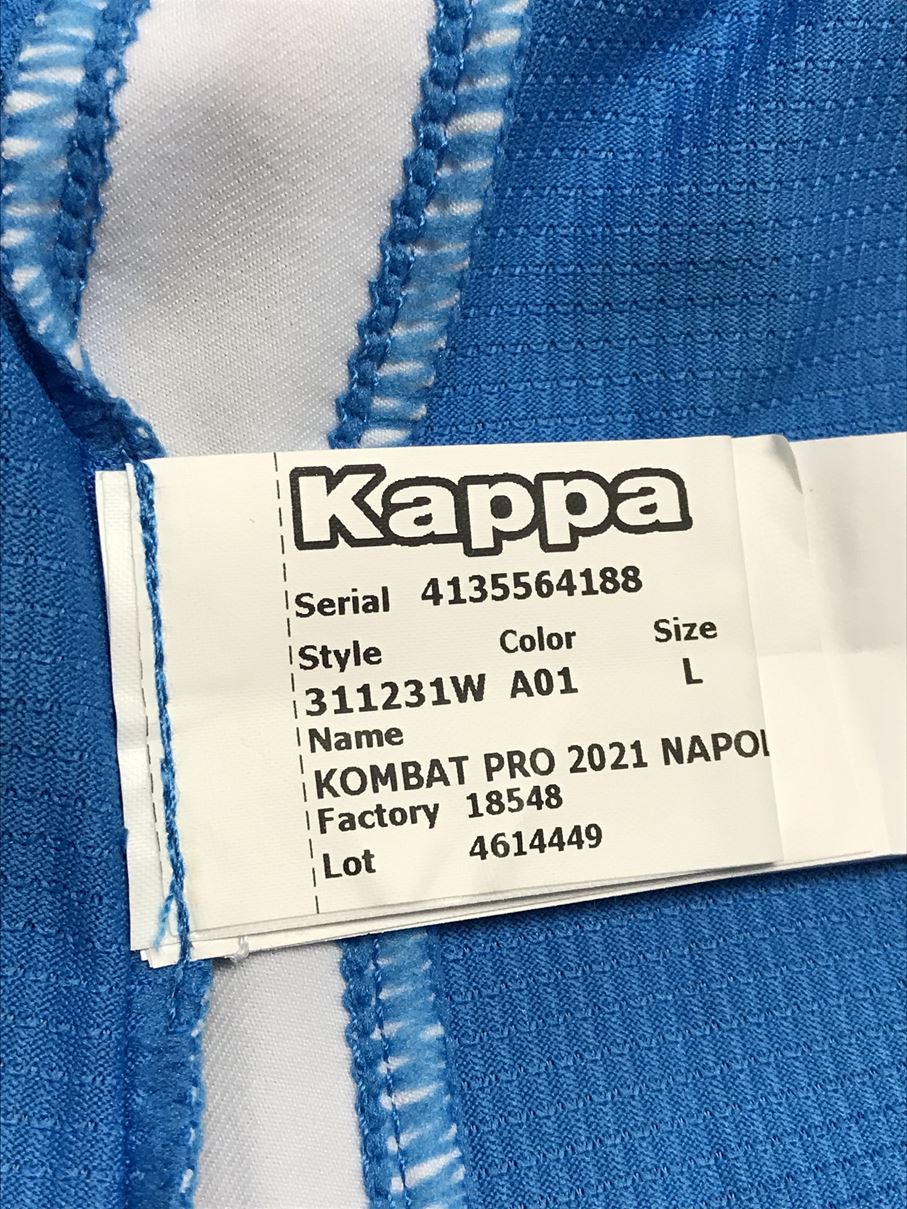 Kappa
Serial 4135564188
Style Color Size
311231W A01 L
Name
KOMBAT PRO 2021 NAPOL
Factory 18548
Lot 4614449